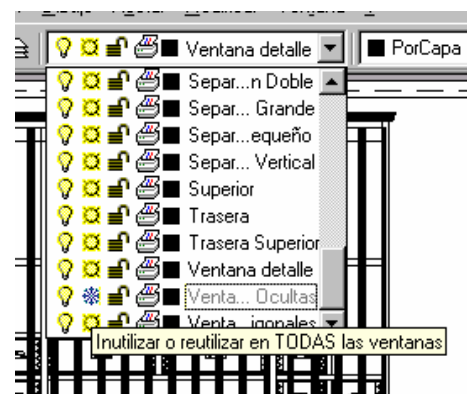 Ventana detalle
PorCapa
Separ...n Doble
Separ... Grande
Separ...equeño
Separ... Vertical
Superior
Trasera
Trasera Superior
Ventana detalle
Venta... Ocultas
Venta...igonales
Inutilizar o reutilizar en TODAS las ventanas